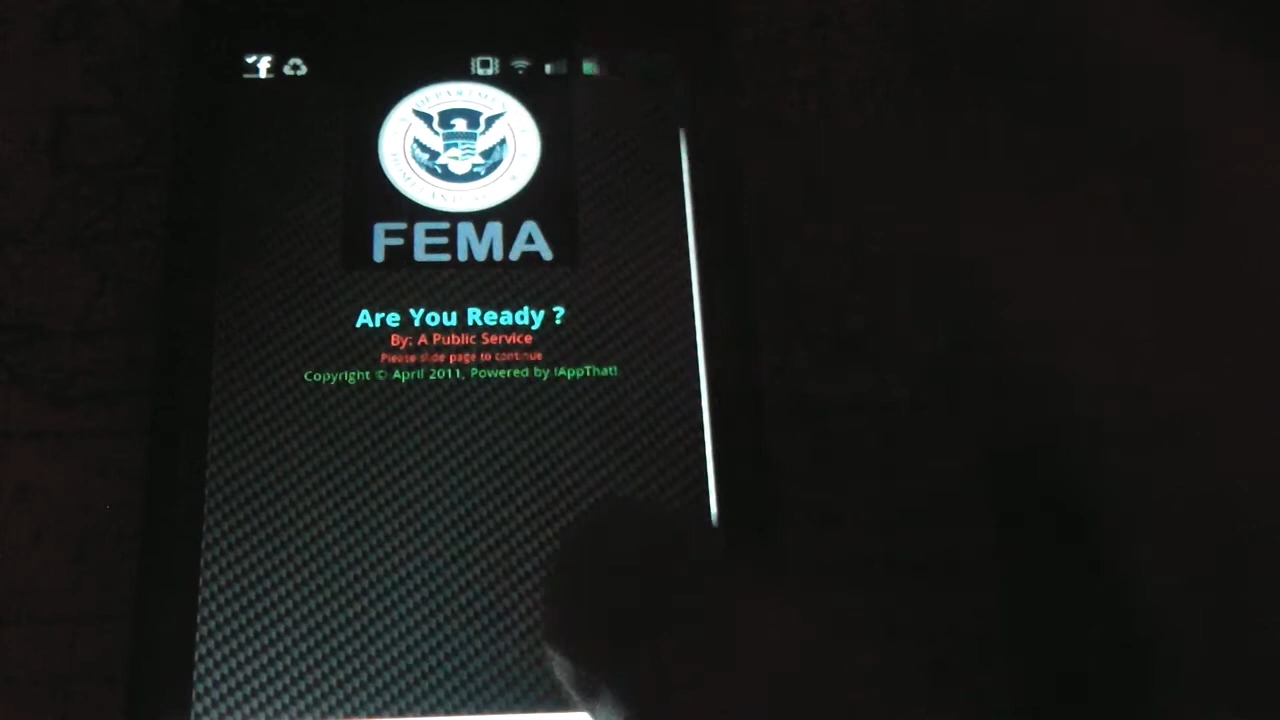 FEMA
Are You Ready ?
By: A Public Service
Please slide page to continue
Copyright © April 2011, Powered by iAppThat!